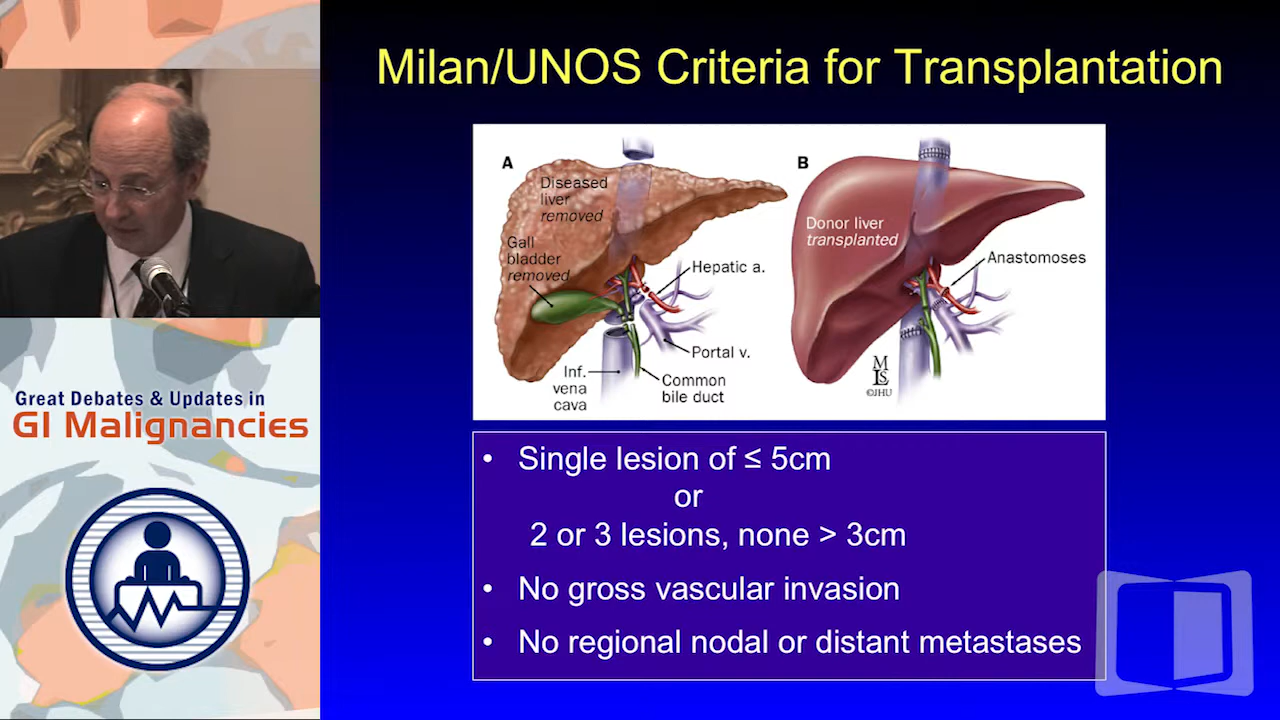 Milan/UNOS Criteria for Transplantation
A
Diseased
liver
removed
Gall
bladder
removed
Hepatic a.
Portal v.
Inf.
vena
cava
Common
bile duct
B
Donor liver
transplanted
Anastomoses
MLS
©JHU
• Single lesion of ≤ 5cm
or
2 or 3 lesions, none > 3cm
• No gross vascular invasion
• No regional nodal or distant metastases
Great Debates & Updates in
GI Malignancies